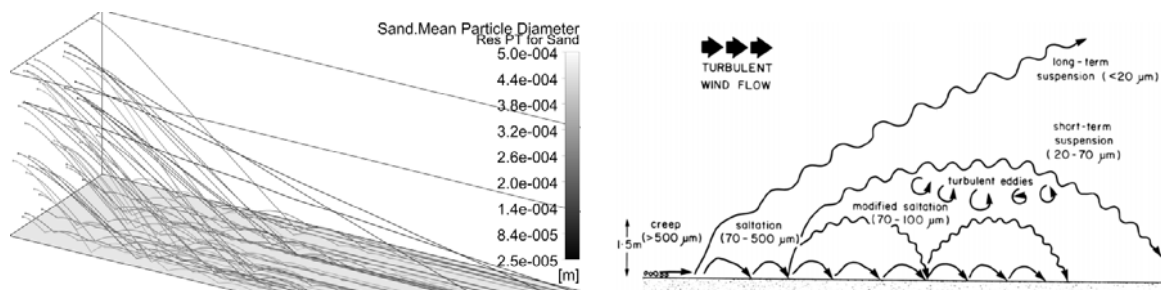 Sand.Mean Particle Diameter
Res PT for Sand
5.0e-004
4.4e-004
3.8e-004
3.2e-004
2.6e-004
2.0e-004
1.4e-004
8.4e-005
2.5e-005
[m]
TURBULENT
WIND FLOW
long-term
suspension (<20 μm)
short-term
suspension
(20-70 μm)
turbulent eddies
modified saltation
(70-100 μm)
creep
(>500 μm)
saltation
(70-500 μm)
1·5m